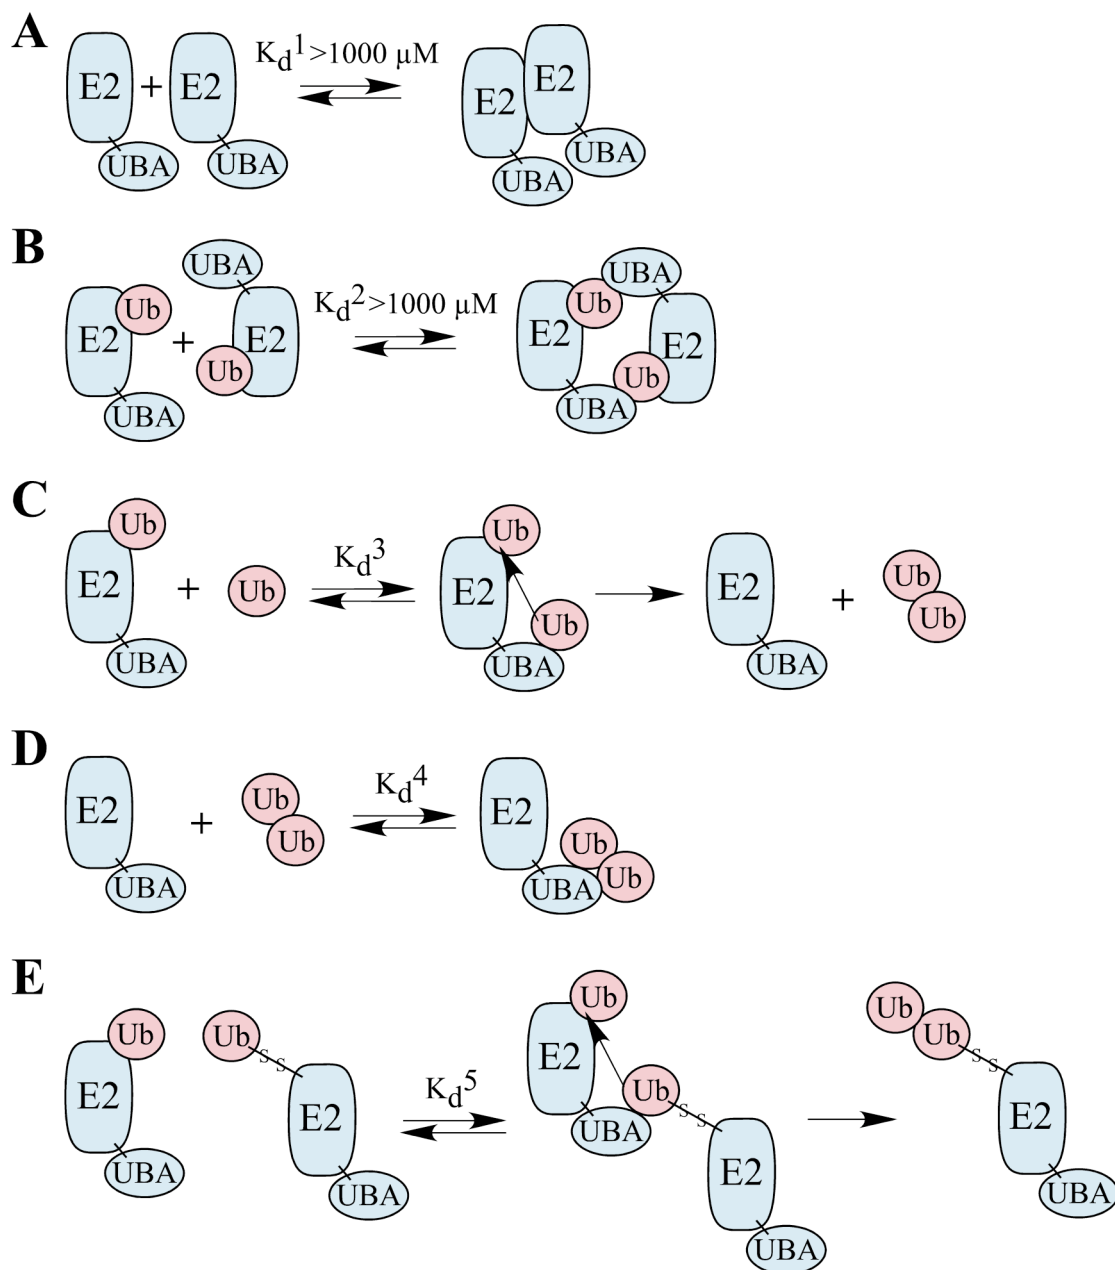 A
E2 + E2 Kd1>1000 µM E2 E2
UBA UBA UBA UBA
B
UBA UBA
Ub Ub
E2 + E2 Kd2>1000 µM E2 E2
Ub Ub
UBA UBA
C
Ub Ub
E2 + Ub Kd3 E2 Ub E2 + Ub Ub
UBA UBA UBA
D
E2 + Ub Ub Kd4 E2 Ub Ub
UBA UBA
E
Ub Ub Ub Ub Ub
S S S S
E2 E2 Kd5 E2 Ub E2
S S
UBA UBA UBA E2 UBA
UBA